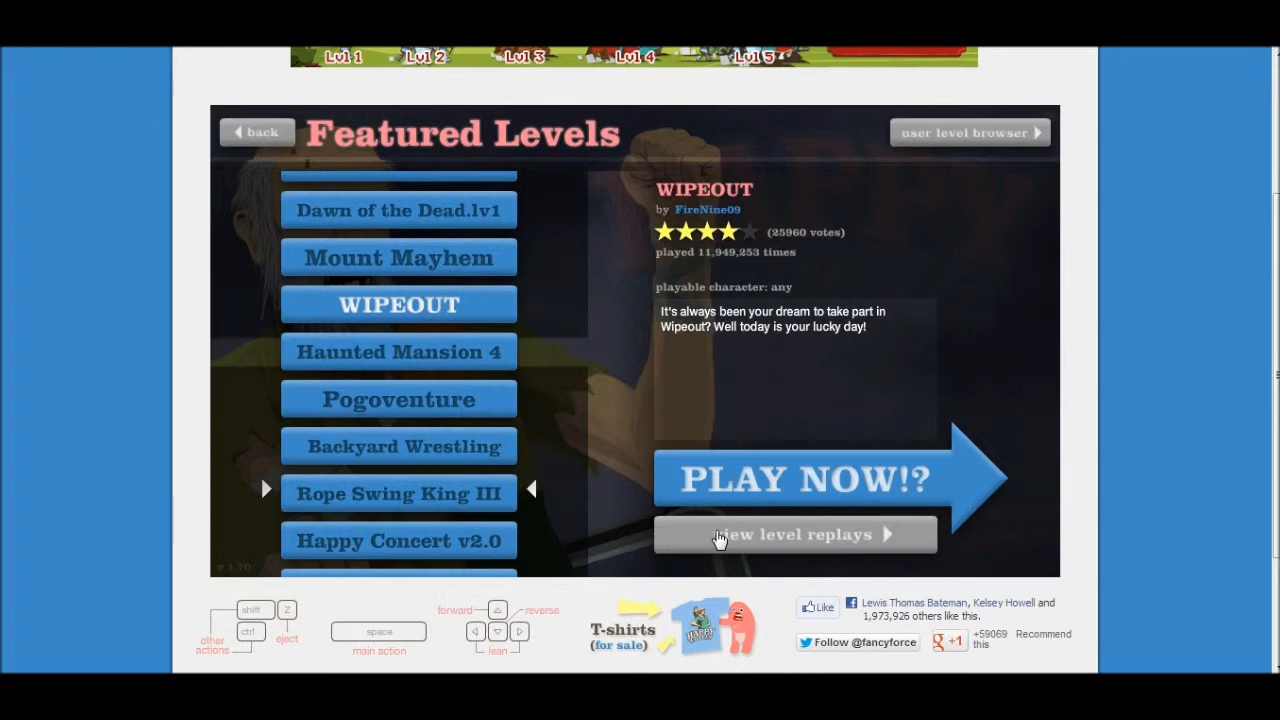 Lvl 1 Lvl 2 Lvl 3 Lvl 4 Lvl 5
back
Featured Levels
user level browser
Dawn of the Dead.lv1
Mount Mayhem
WIPEOUT
Haunted Mansion 4
Pogoventure
Backyard Wrestling
Rope Swing King III
Happy Concert v2.0
v 1.70
WIPEOUT
by FireNine09
(25960 votes)
played 11,949,253 times
playable character: any
It's always been your dream to take part in
Wipeout? Well today is your lucky day!
PLAY NOW!?
view level replays
shift Z
ctrl
eject
other
actions
space
main action
forward
reverse
lean
T-shirts
(for sale)
HAPPY
Like
Lewis Thomas Bateman, Kelsey Howell and
1,973,926 others like this.
Follow @fancyforce
+1
+59069 Recommend
this